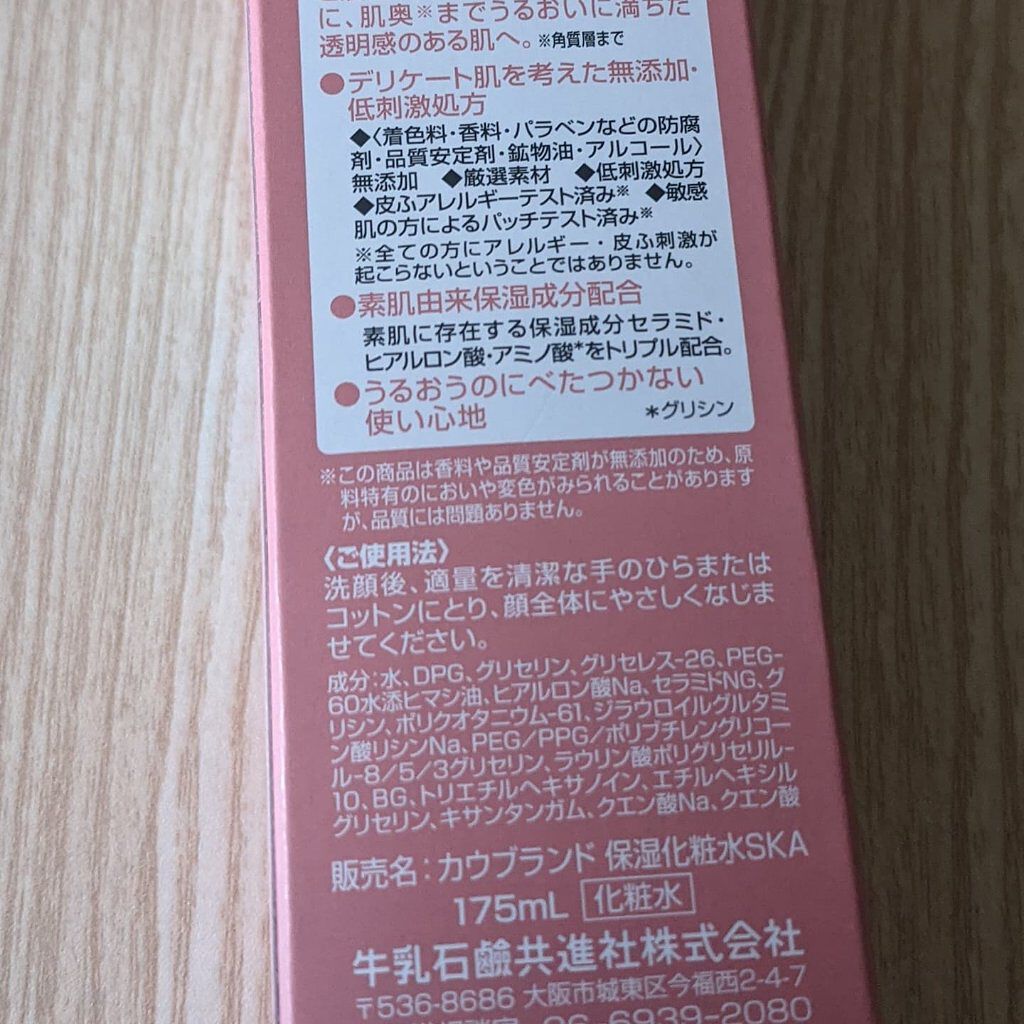 に、肌奥※までうるおいに満ちた
透明感のある肌へ。※角質層まで
●デリケート肌を考えた無添加・
低刺激処方
◆〈着色料・香料・パラベンなどの防腐
剤・品質安定剤・鉱物油・アルコール〉
無添加 ◆厳選素材 ◆低刺激処方
◆皮ふアレルギーテスト済み※ ◆敏感
肌の方によるパッチテスト済み※
※全ての方にアレルギー・皮ふ刺激が
起こらないということではありません。
●素肌由来保湿成分配合
素肌に存在する保湿成分セラミド・
ヒアルロン酸・アミノ酸*をトリプル配合。
●うるおうのにべたつかない
使い心地 *グリシン
※この商品は香料や品質安定剤が無添加のため、原
料特有のにおいや変色がみられることがあります
が、品質には問題ありません。
〈ご使用法〉
洗顔後、適量を清潔な手のひらまたは
コットンにとり、顔全体にやさしくなじま
せてください。
成分:水、DPG、グリセリン、グリセレス-26、PEG-
60水添ヒマシ油、ヒアルロン酸Na、セラミドNG、グ
リシン、ポリクオタニウム-61、ジラウロイルグルタミ
ン酸リシンNa、PEG/PPG/ポリブチレングリコー
ル-8/5/3グリセリン、ラウリン酸ポリグリセリル-
10、BG、トリエチルヘキサノイン、エチルヘキシル
グリセリン、キサンタンガム、クエン酸Na、クエン酸
販売名:カウブランド 保湿化粧水SKA
175mL 化粧水
牛乳石鹼共進社株式会社
〒536-8686 大阪市城東区今福西2-4-7
06-6939-2080